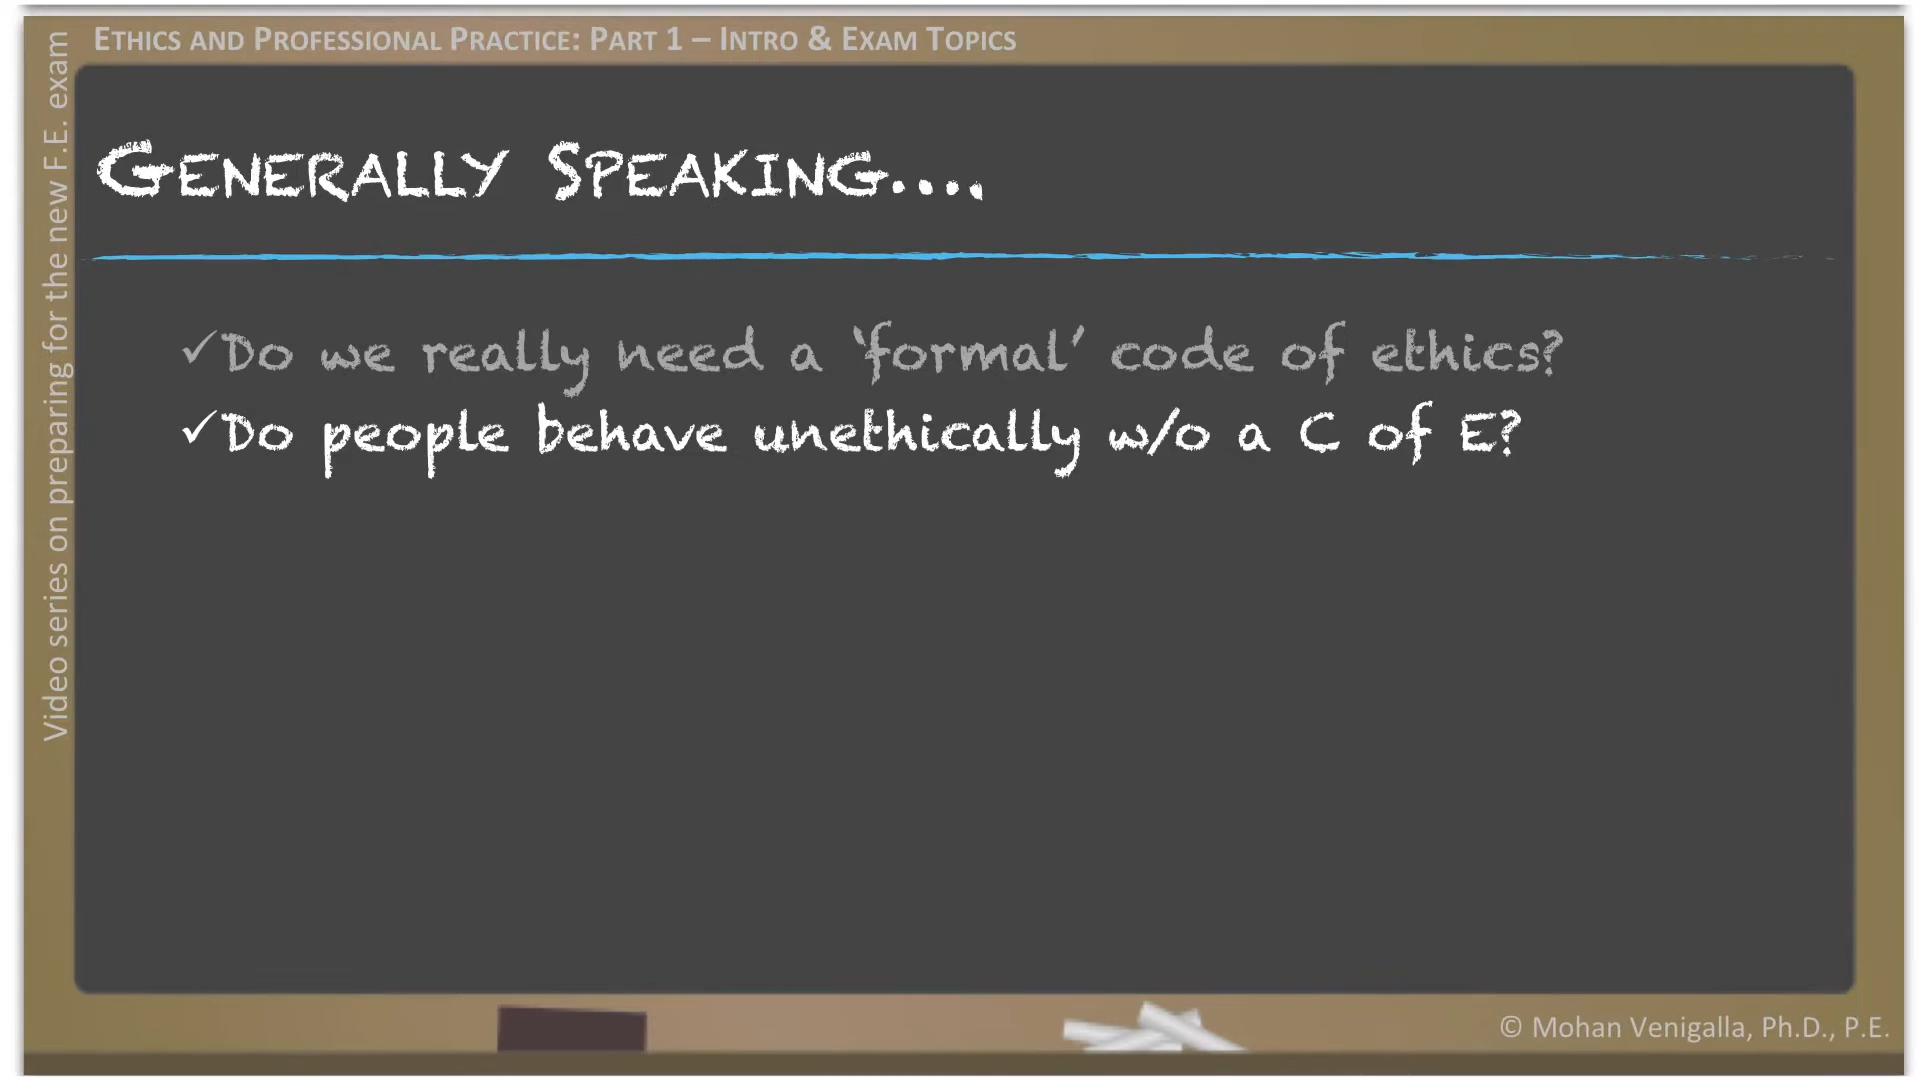 Ethics and Professional Practice: Part 1 – Intro & Exam Topics
Video series on preparing for the new F.E. exam
Generally Speaking....
✓Do we really need a ‘formal’ code of ethics?
✓Do people behave unethically w/o a C of E?
© Mohan Venigalla, Ph.D., P.E.